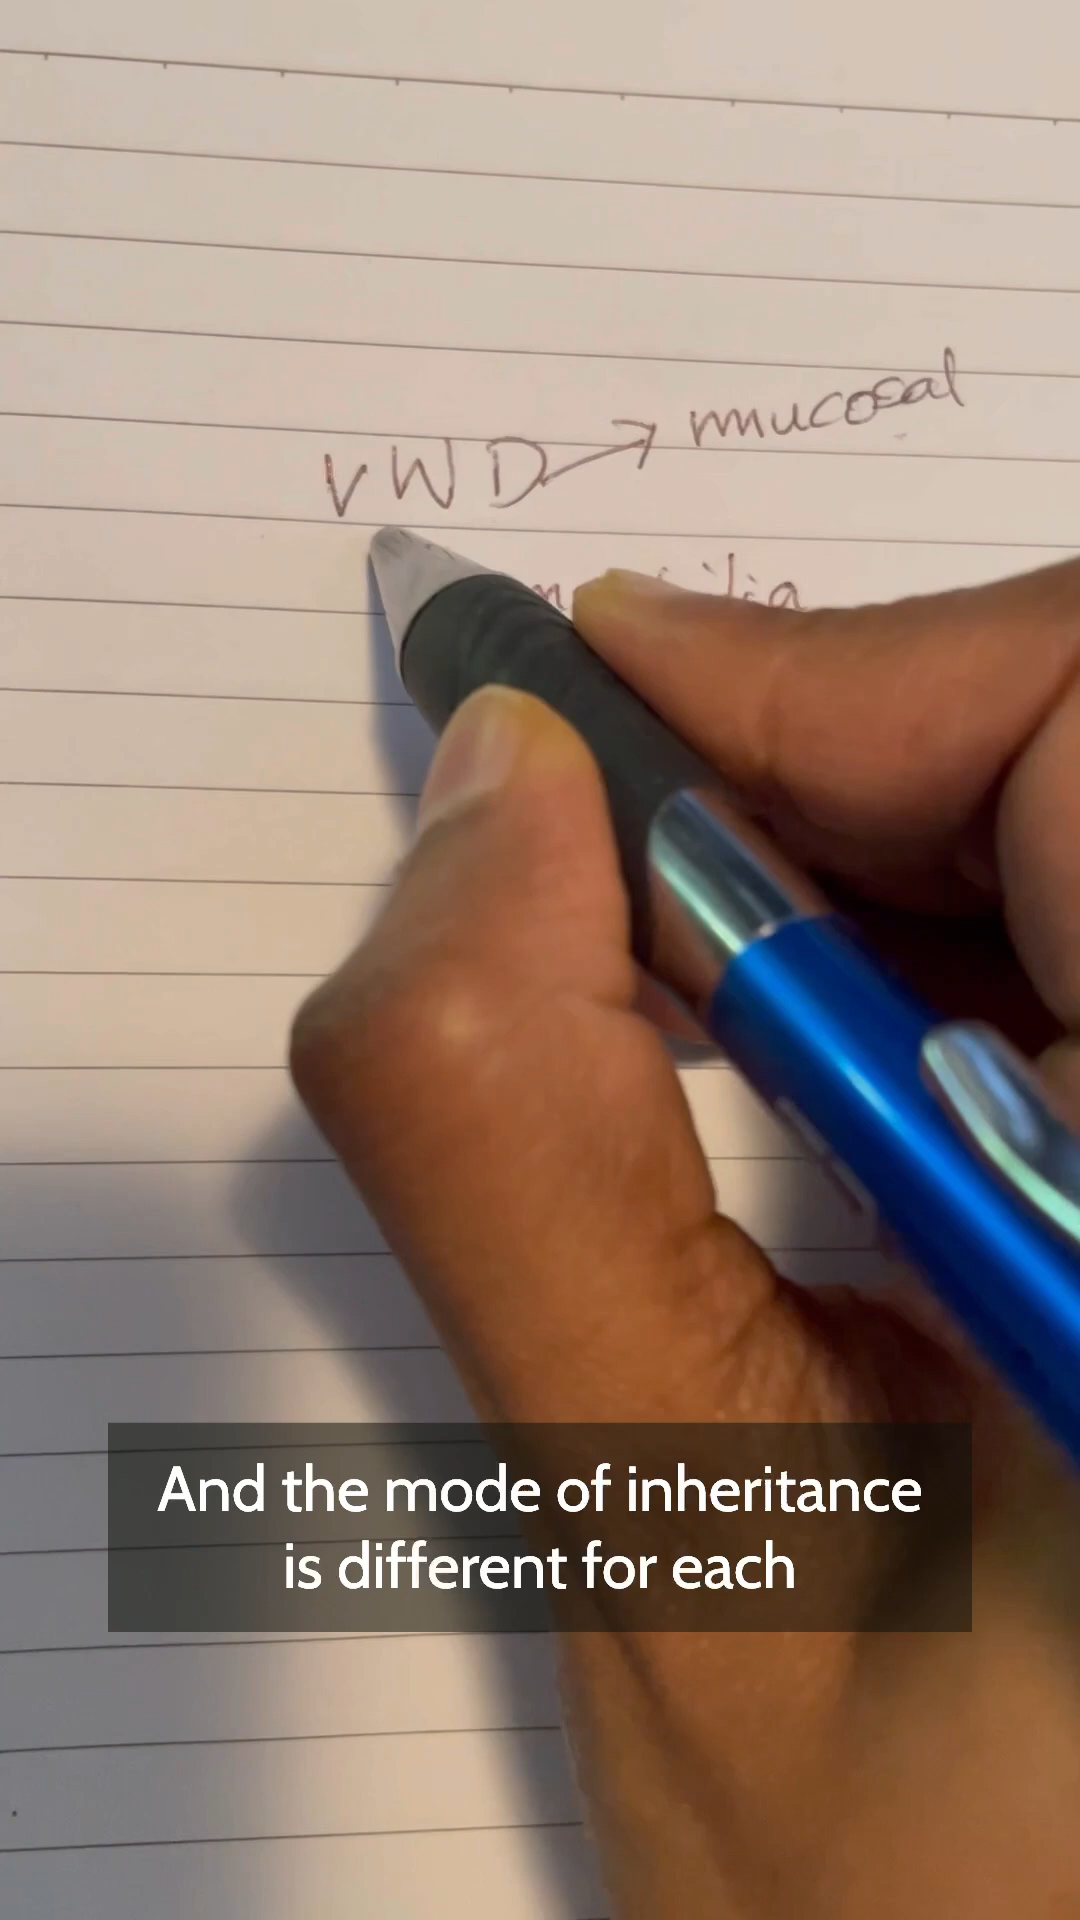 VWD → mucosal
And the mode of inheritance
is different for each